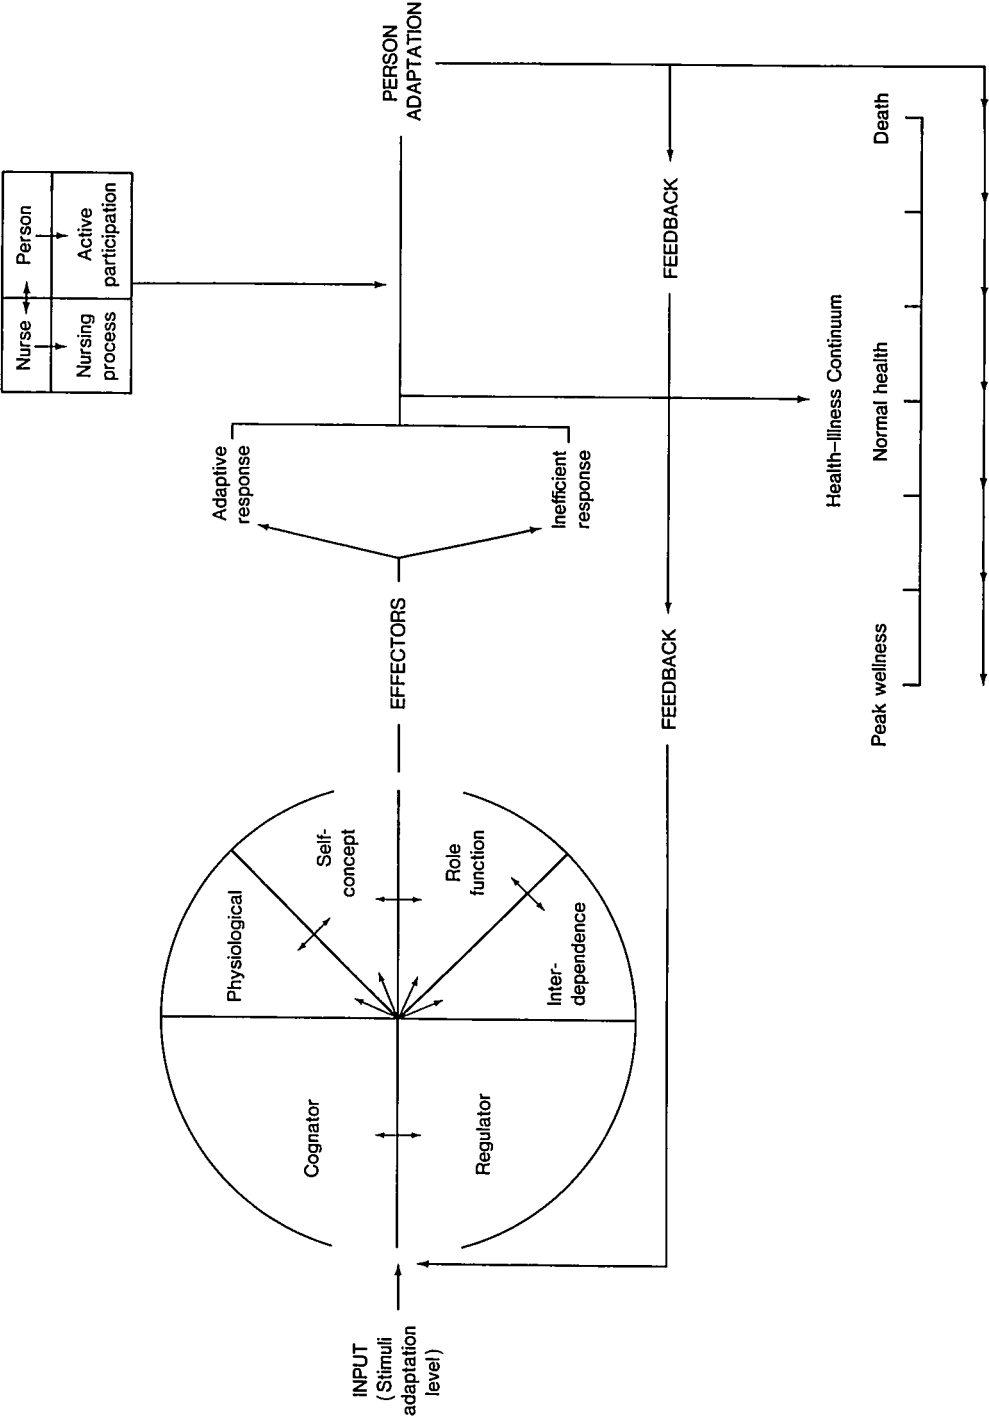 Nurse
Person
Nursing
process
Active
participation
PERSON
ADAPTATION
Adaptive
response
Inefficient
response
EFFECTORS
Physiological
Self-
concept
Role
function
Inter-
dependence
Cognator
Regulator
INPUT
(Stimuli
adaptation
level)
FEEDBACK
FEEDBACK
Health–Illness Continuum
Peak wellness
Normal health
Death